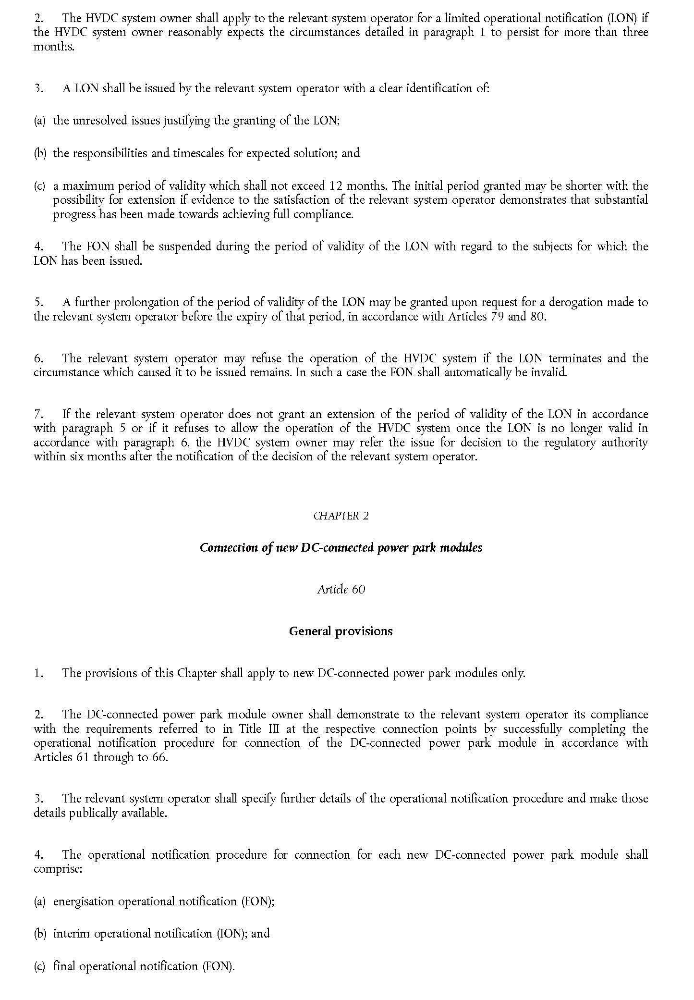 2. The HVDC system owner shall apply to the relevant system operator for a limited operational notification (LON) if
the HVDC system owner reasonably expects the circumstances detailed in paragraph 1 to persist for more than three
months.
3. A LON shall be issued by the relevant system operator with a clear identification of:
(a) the unresolved issues justifying the granting of the LON;
(b) the responsibilities and timescales for expected solution; and
(c) a maximum period of validity which shall not exceed 12 months. The initial period granted may be shorter with the
possibility for extension if evidence to the satisfaction of the relevant system operator demonstrates that substantial
progress has been made towards achieving full compliance.
4. The FON shall be suspended during the period of validity of the LON with regard to the subjects for which the
LON has been issued.
5. A further prolongation of the period of validity of the LON may be granted upon request for a derogation made to
the relevant system operator before the expiry of that period, in accordance with Articles 79 and 80.
6. The relevant system operator may refuse the operation of the HVDC system if the LON terminates and the
circumstance which caused it to be issued remains. In such a case the FON shall automatically be invalid.
7. If the relevant system operator does not grant an extension of the period of validity of the LON in accordance
with paragraph 5 or if it refuses to allow the operation of the HVDC system once the LON is no longer valid in
accordance with paragraph 6, the HVDC system owner may refer the issue for decision to the regulatory authority
within six months after the notification of the decision of the relevant system operator.
CHAPTER 2
Connection of new DC-connected power park modules
Article 60
General provisions
1. The provisions of this Chapter shall apply to new DC-connected power park modules only.
2. The DC-connected power park module owner shall demonstrate to the relevant system operator its compliance
with the requirements referred to in Title III at the respective connection points by successfully completing the
operational notification procedure for connection of the DC-connected power park module in accordance with
Articles 61 through to 66.
3. The relevant system operator shall specify further details of the operational notification procedure and make those
details publically available.
4. The operational notification procedure for connection for each new DC-connected power park module shall
comprise:
(a) energisation operational notification (EON);
(b) interim operational notification (ION); and
(c) final operational notification (FON).